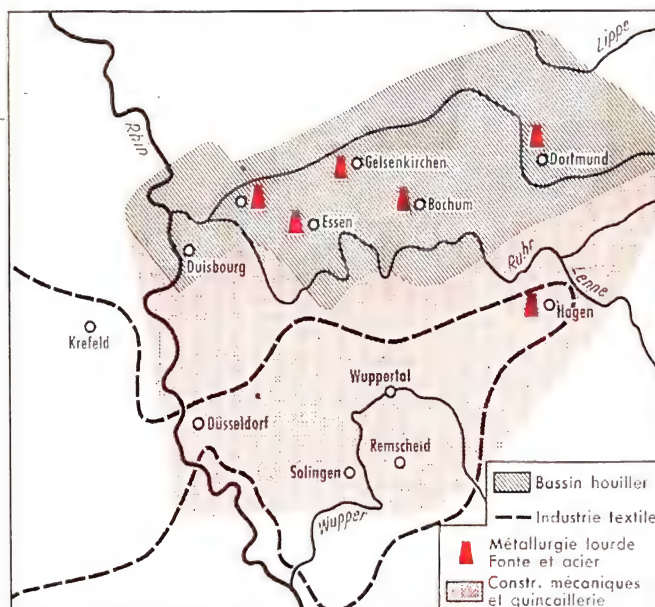 Lippe
Rhin
Gelsenkirchen
Dortmund
Bochum
Essen
Duisbourg
Ruhr
Lenne
Hagen
Krefeld
Wuppertal
Düsseldorf
Remscheid
Solingen
Wupper
Bassin houiller
Industrie textile
Métallurgie lourde
Fonte et acier
Constr. mécaniques
et quincaillerie